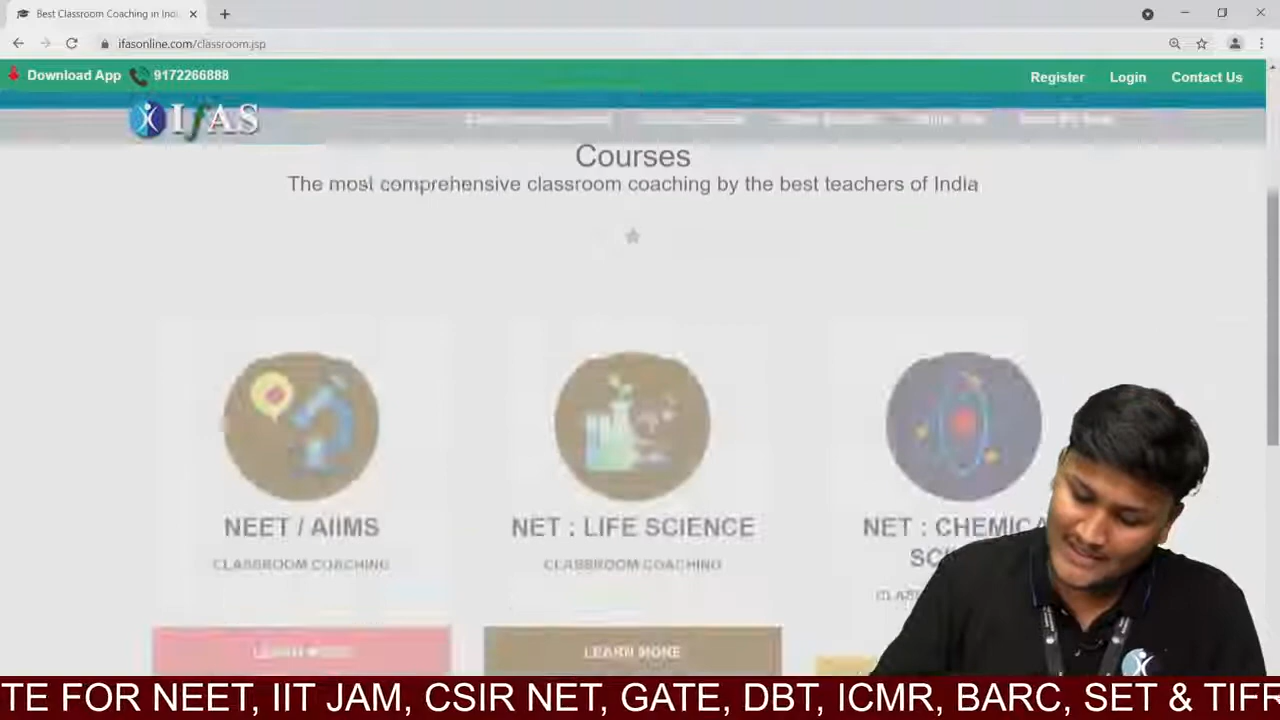 Best Classroom Coaching in Indi
ifasonline.com/classroom.jsp
Download App 9172266888
Register Login Contact Us
IfAS
Courses
The most comprehensive classroom coaching by the best teachers of India
NEET / AIIMS
CLASSROOM COACHING
LEARN MORE
NET : LIFE SCIENCE
CLASSROOM COACHING
LEARN MORE
NET : CHEMICA
TE FOR NEET, IIT JAM, CSIR NET, GATE, DBT, ICMR, BARC, SET & TIFR